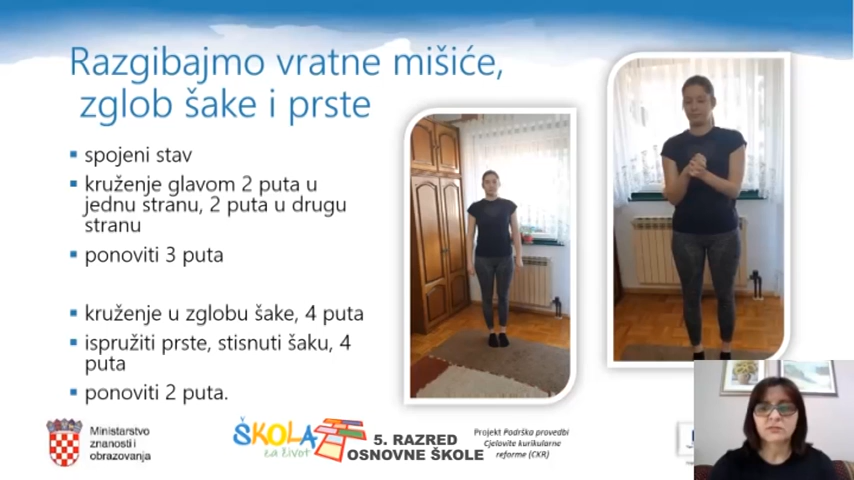 Razgibajmo vratne mišiće,
zglob šake i prste
spojeni stav
kruženje glavom 2 puta u
jednu stranu, 2 puta u drugu
stranu
ponoviti 3 puta
kruženje u zglobu šake, 4 puta
ispružiti prste, stisnuti šaku, 4
puta
ponoviti 2 puta.
Ministarstvo
znanosti i
obrazovanja
ŠKOLA
za život
5. RAZRED
OSNOVNE ŠKOLE
Projekt Podrška provedbi
Cjelovite kurikularne
reforme (CKR)